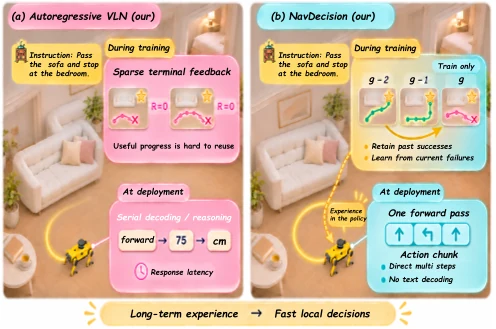 (a) Autoregressive VLN (our)
Instruction: Pass
the sofa and stop
at the bedroom.
During training
Sparse terminal feedback
R=0
R=0
Useful progress is hard to reuse
At deployment
Serial decoding / reasoning
forward → 75 → cm
Response latency
(b) NavDecision (our)
Instruction: Pass
the sofa and stop
at the bedroom.
During training
Train only
g - 2
g - 1
g
Retain past successes
Learn from current failures
Experience
in the policy
At deployment
One forward pass
Action chunk
Direct multi steps
No text decoding
Long-term experience → Fast local decisions